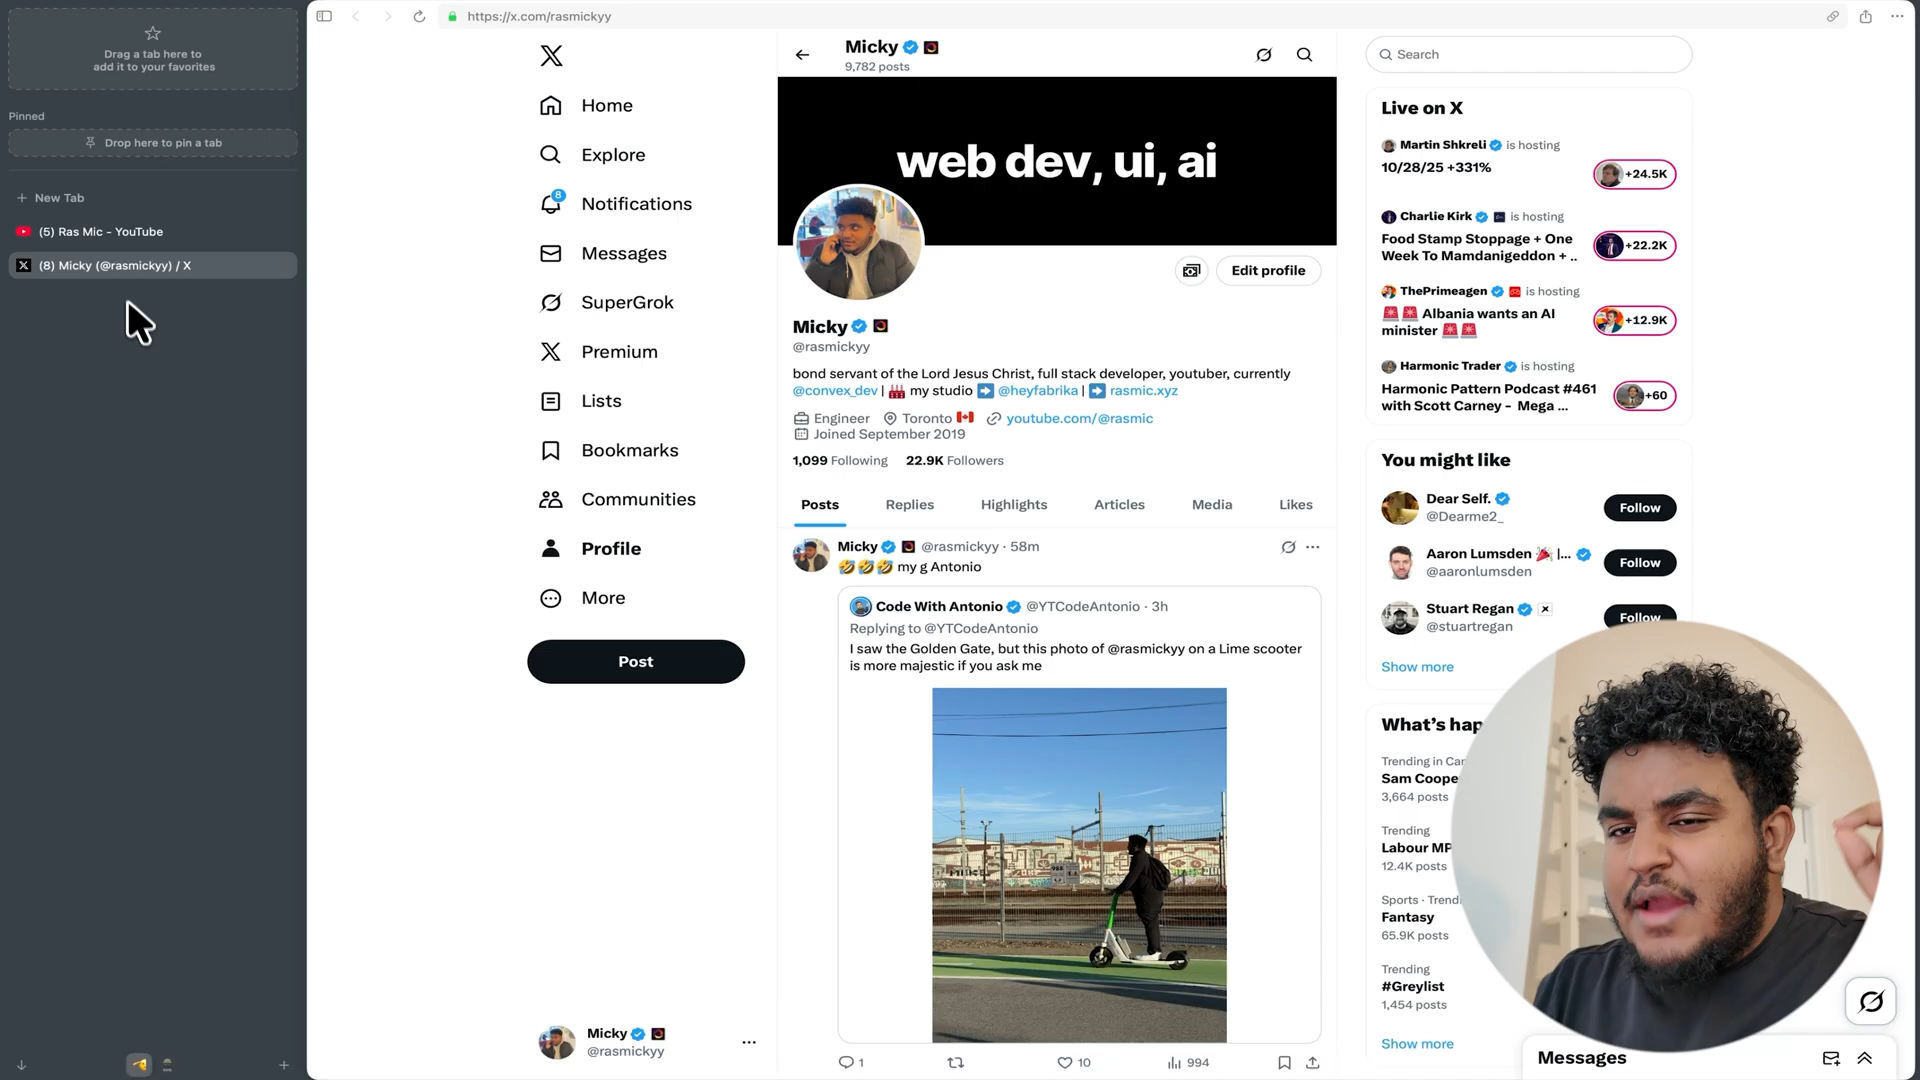 Drag a tab here to
add it to your favorites
Pinned
Drop here to pin a tab
New Tab
(5) Ras Mic - YouTube
(8) Micky (@rasmickyy) / X
https://x.com/rasmickyy
Home
Explore
8
Notifications
Messages
SuperGrok
Premium
Lists
Bookmarks
Communities
Profile
More
Post
Micky
@rasmickyy
Micky
9,782 posts
web dev, ui, ai
Edit profile
Micky
@rasmickyy
bond servant of the Lord Jesus Christ, full stack developer, youtuber, currently
@convex_dev | 🏭 my studio ➡️ @heyfabrika | ➡️ rasmic.xyz
Engineer Toronto 🇨🇦 youtube.com/@rasmic
Joined September 2019
1,099 Following 22.9K Followers
Posts Replies Highlights Articles Media Likes
Micky @rasmickyy · 58m
🤣🤣🤣 my g Antonio
Code With Antonio @YTCodeAntonio · 3h
Replying to @YTCodeAntonio
I saw the Golden Gate, but this photo of @rasmickyy on a Lime scooter
is more majestic if you ask me
1 10 994
Search
Live on X
Martin Shkreli is hosting
10/28/25 +331%
+24.5K
Charlie Kirk is hosting
Food Stamp Stoppage + One
Week To Mamdanigeddon + ..
+22.2K
ThePrimeagen is hosting
🚨🚨 Albania wants an AI
minister 🚨🚨
+12.9K
Harmonic Trader is hosting
Harmonic Pattern Podcast #461
with Scott Carney - Mega ...
+60
You might like
Dear Self.
@Dearme2_
Follow
Aaron Lumsden 🎉 |...
@aaronlumsden
Follow
Stuart Regan
@stuartregan
Follow
Show more
What's hap
Trending in Ca
Sam Coope
3,664 posts
Trending
Labour MP
12.4K posts
Sports · Trend
Fantasy
65.9K posts
Trending
#Greylist
1,454 posts
Show more
Messages